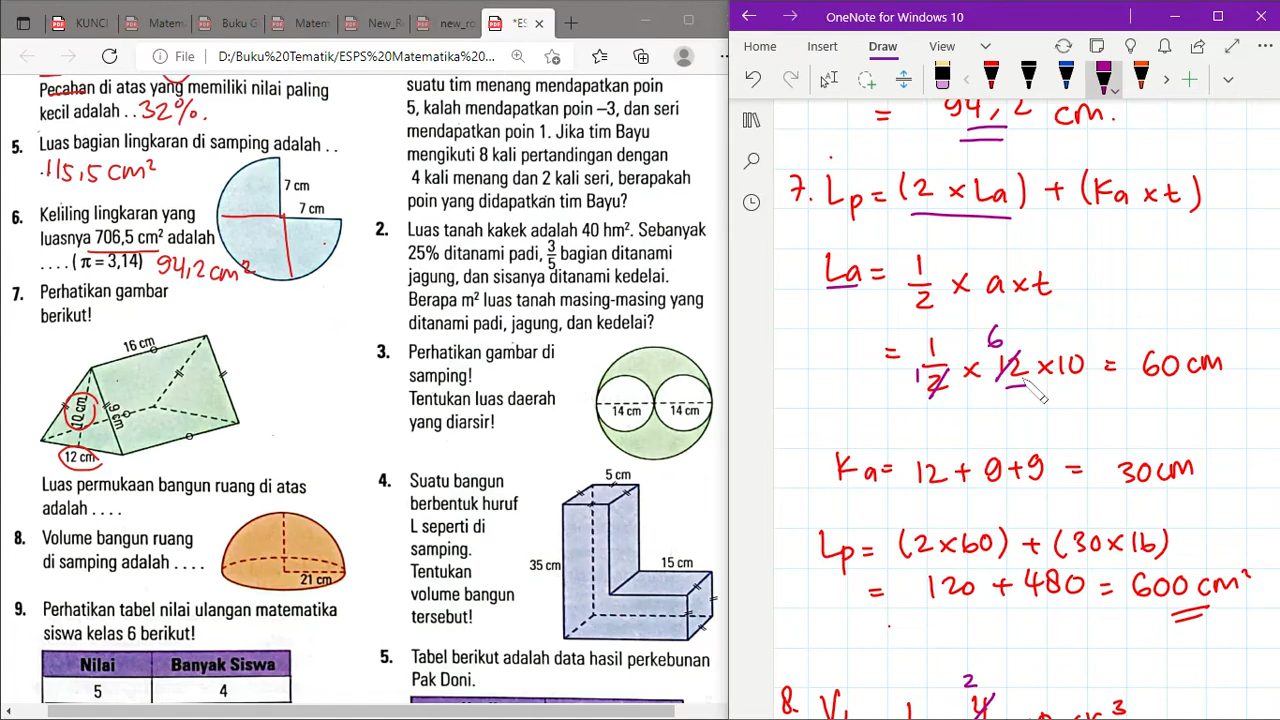 KUNCI
Matem
Buku G
Matem
New_Ro
new_ro
*ES
File
D:/Buku%20Tematik/ESPS%20Matematika%20...
Pecahan di atas yang memiliki nilai paling
kecil adalah . . 32%.
5. Luas bagian lingkaran di samping adalah . .
. 115,5 cm²
7 cm
7 cm
6. Keliling lingkaran yang
luasnya 706,5 cm² adalah
. . . . (π = 3,14) 94,2 cm²
7. Perhatikan gambar
berikut!
16 cm
10 cm
9 cm
12 cm
Luas permukaan bangun ruang di atas
adalah . . . .
8. Volume bangun ruang
di samping adalah . . . .
21 cm
9. Perhatikan tabel nilai ulangan matematika
siswa kelas 6 berikut!
Nilai Banyak Siswa
5 4
suatu tim menang mendapatkan poin
5, kalah mendapatkan poin –3, dan seri
mendapatkan poin 1. Jika tim Bayu
mengikuti 8 kali pertandingan dengan
4 kali menang dan 2 kali seri, berapakah
poin yang didapatkan tim Bayu?
2. Luas tanah kakek adalah 40 hm². Sebanyak
25% ditanami padi, 3/5 bagian ditanami
jagung, dan sisanya ditanami kedelai.
Berapa m² luas tanah masing-masing yang
ditanami padi, jagung, dan kedelai?
3. Perhatikan gambar di
samping!
Tentukan luas daerah
yang diarsir!
14 cm 14 cm
4. Suatu bangun
berbentuk huruf
L seperti di
samping.
Tentukan
volume bangun
tersebut!
5 cm
35 cm
15 cm
5. Tabel berikut adalah data hasil perkebunan
Pak Doni.
OneNote for Windows 10
Home Insert Draw View
= 94,2 cm.
7. Lp = (2 x La) + (Ka x t)
La = 1/2 x a x t
= 1/2 x 12 x 10 = 60 cm
1 6
Ka = 12 + 9 + 9 = 30 cm
Lp = (2 x 60) + (30 x 16)
= 120 + 480 = 600 cm²
2
8.